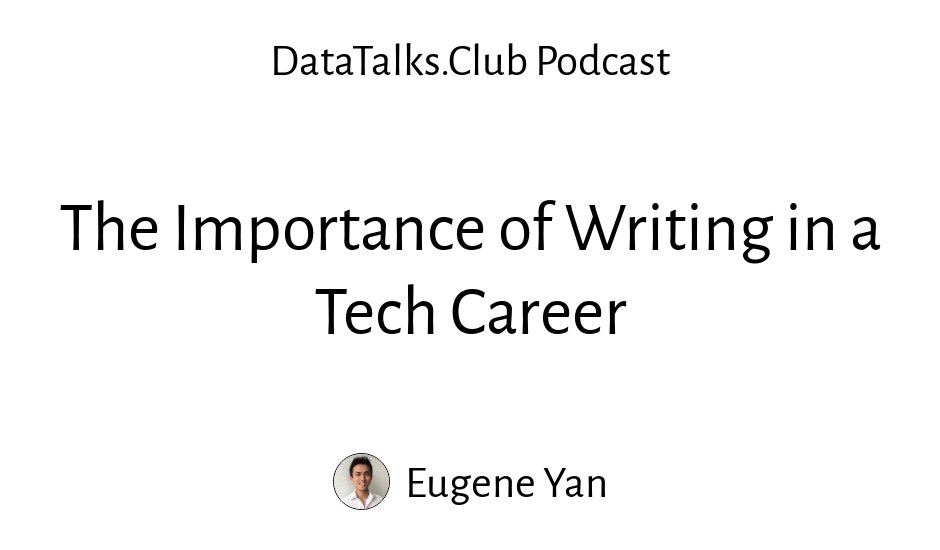 DataTalks.Club Podcast
The Importance of Writing in a
Tech Career
Eugene Yan